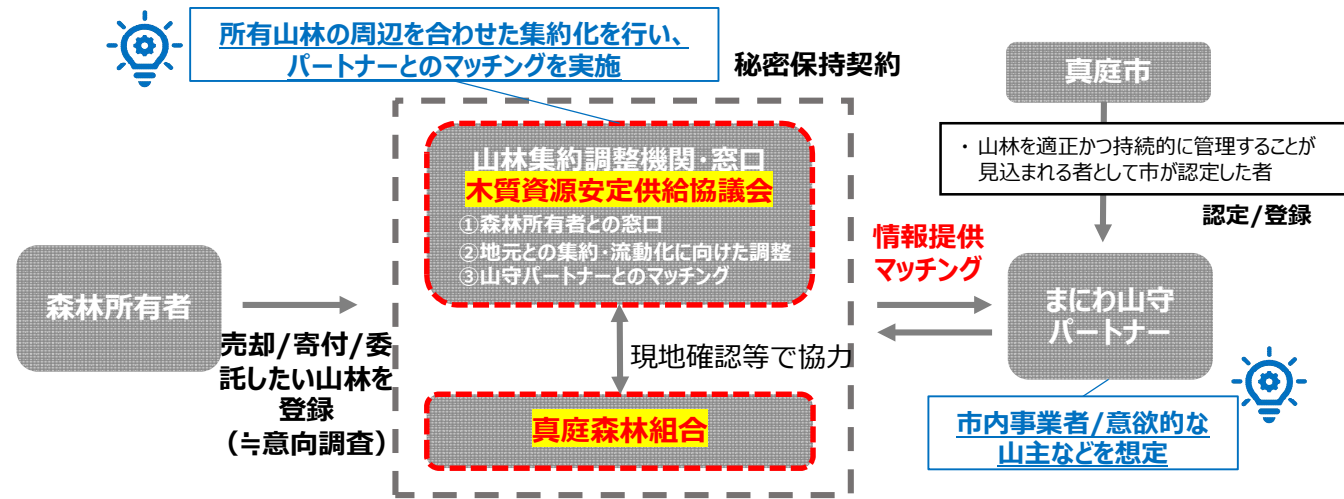 所有山林の周辺を合わせた集約化を行い、
パートナーとのマッチングを実施
秘密保持契約
真庭市
・山林を適正かつ持続的に管理することが
見込まれる者として市が認定した者
認定/登録
山林集約調整機関・窓口
木質資源安定供給協議会
①森林所有者との窓口
②地元との集約・流動化に向けた調整
③山守パートナーとのマッチング
森林所有者
売却/寄付/委
託したい山林を
登録
（≒意向調査）
情報提供
マッチング
まにわ山守
パートナー
現地確認等で協力
真庭森林組合
市内事業者/意欲的な
山主などを想定